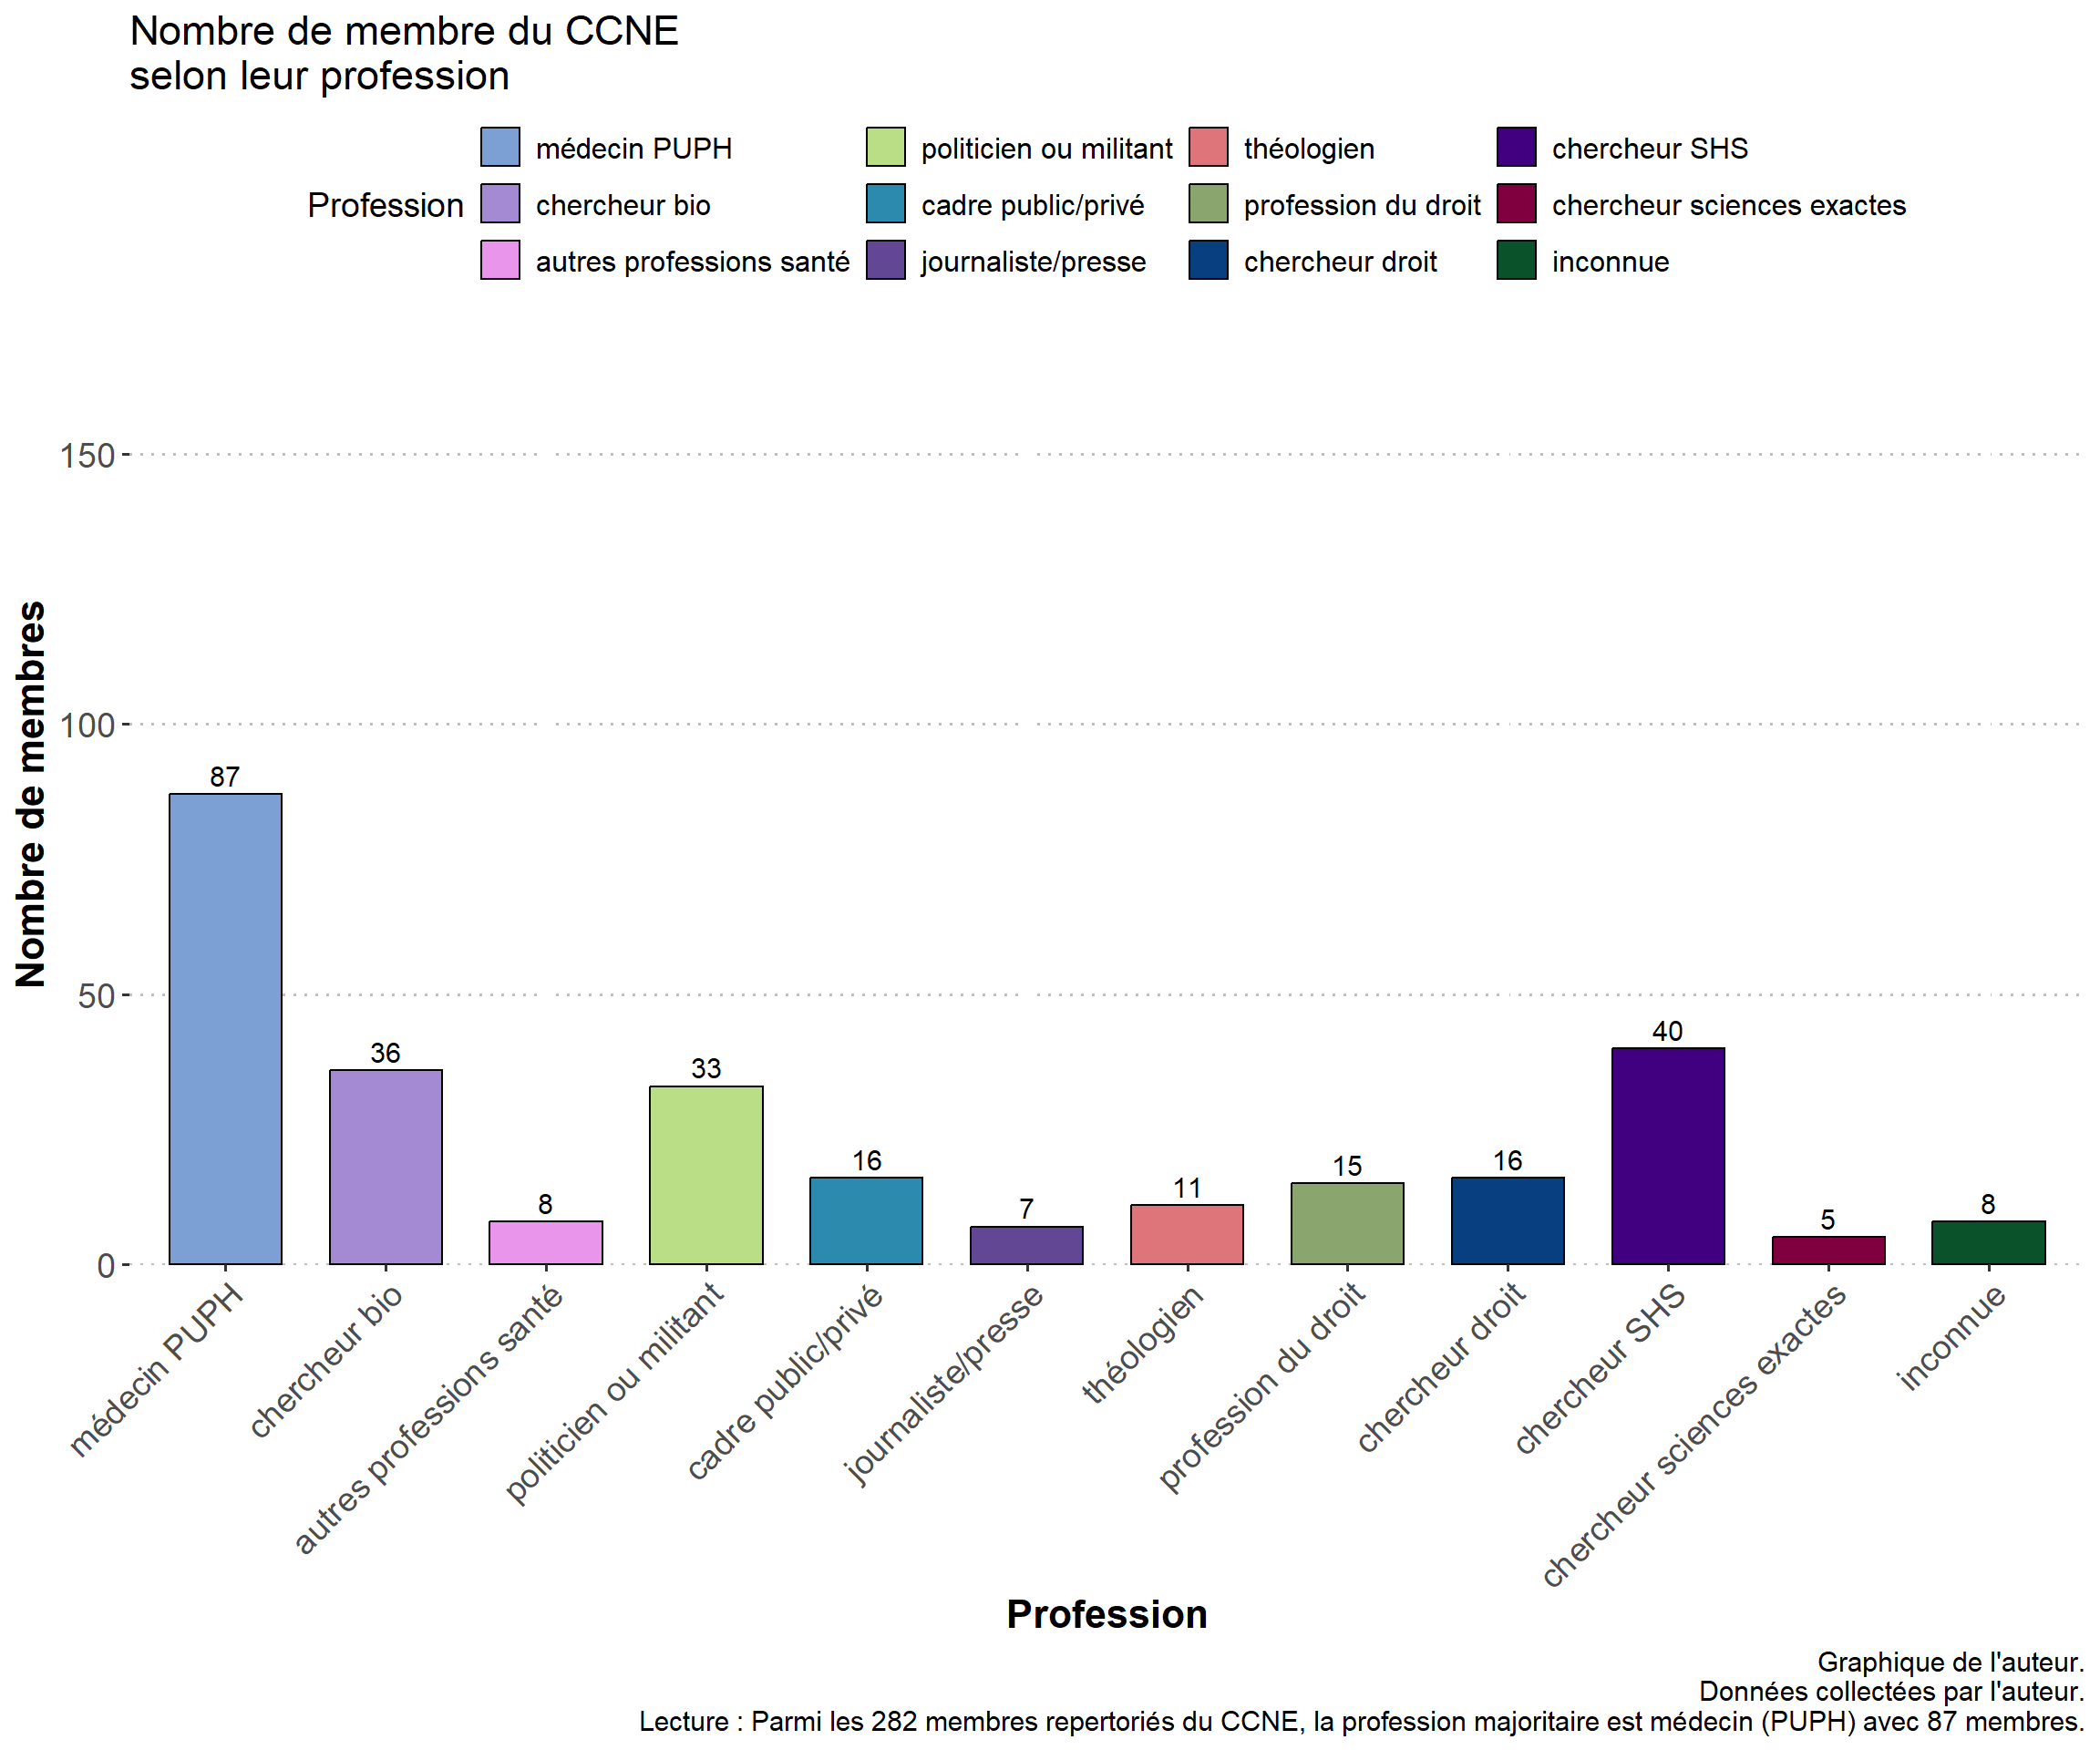 Nombre de membre du CCNE
selon leur profession
Profession
médecin PUPH
chercheur bio
autres professions santé
politicien ou militant
cadre public/privé
journaliste/presse
théologien
profession du droit
chercheur droit
chercheur SHS
chercheur sciences exactes
inconnue
Nombre de membres
150
100
50
0
87
36
8
33
16
7
11
15
16
40
5
8
médecin PUPH
chercheur bio
autres professions santé
politicien ou militant
cadre public/privé
journaliste/presse
théologien
profession du droit
chercheur droit
chercheur SHS
chercheur sciences exactes
inconnue
Profession
Graphique de l'auteur.
Données collectées par l'auteur.
Lecture : Parmi les 282 membres repertoriés du CCNE, la profession majoritaire est médecin (PUPH) avec 87 membres.